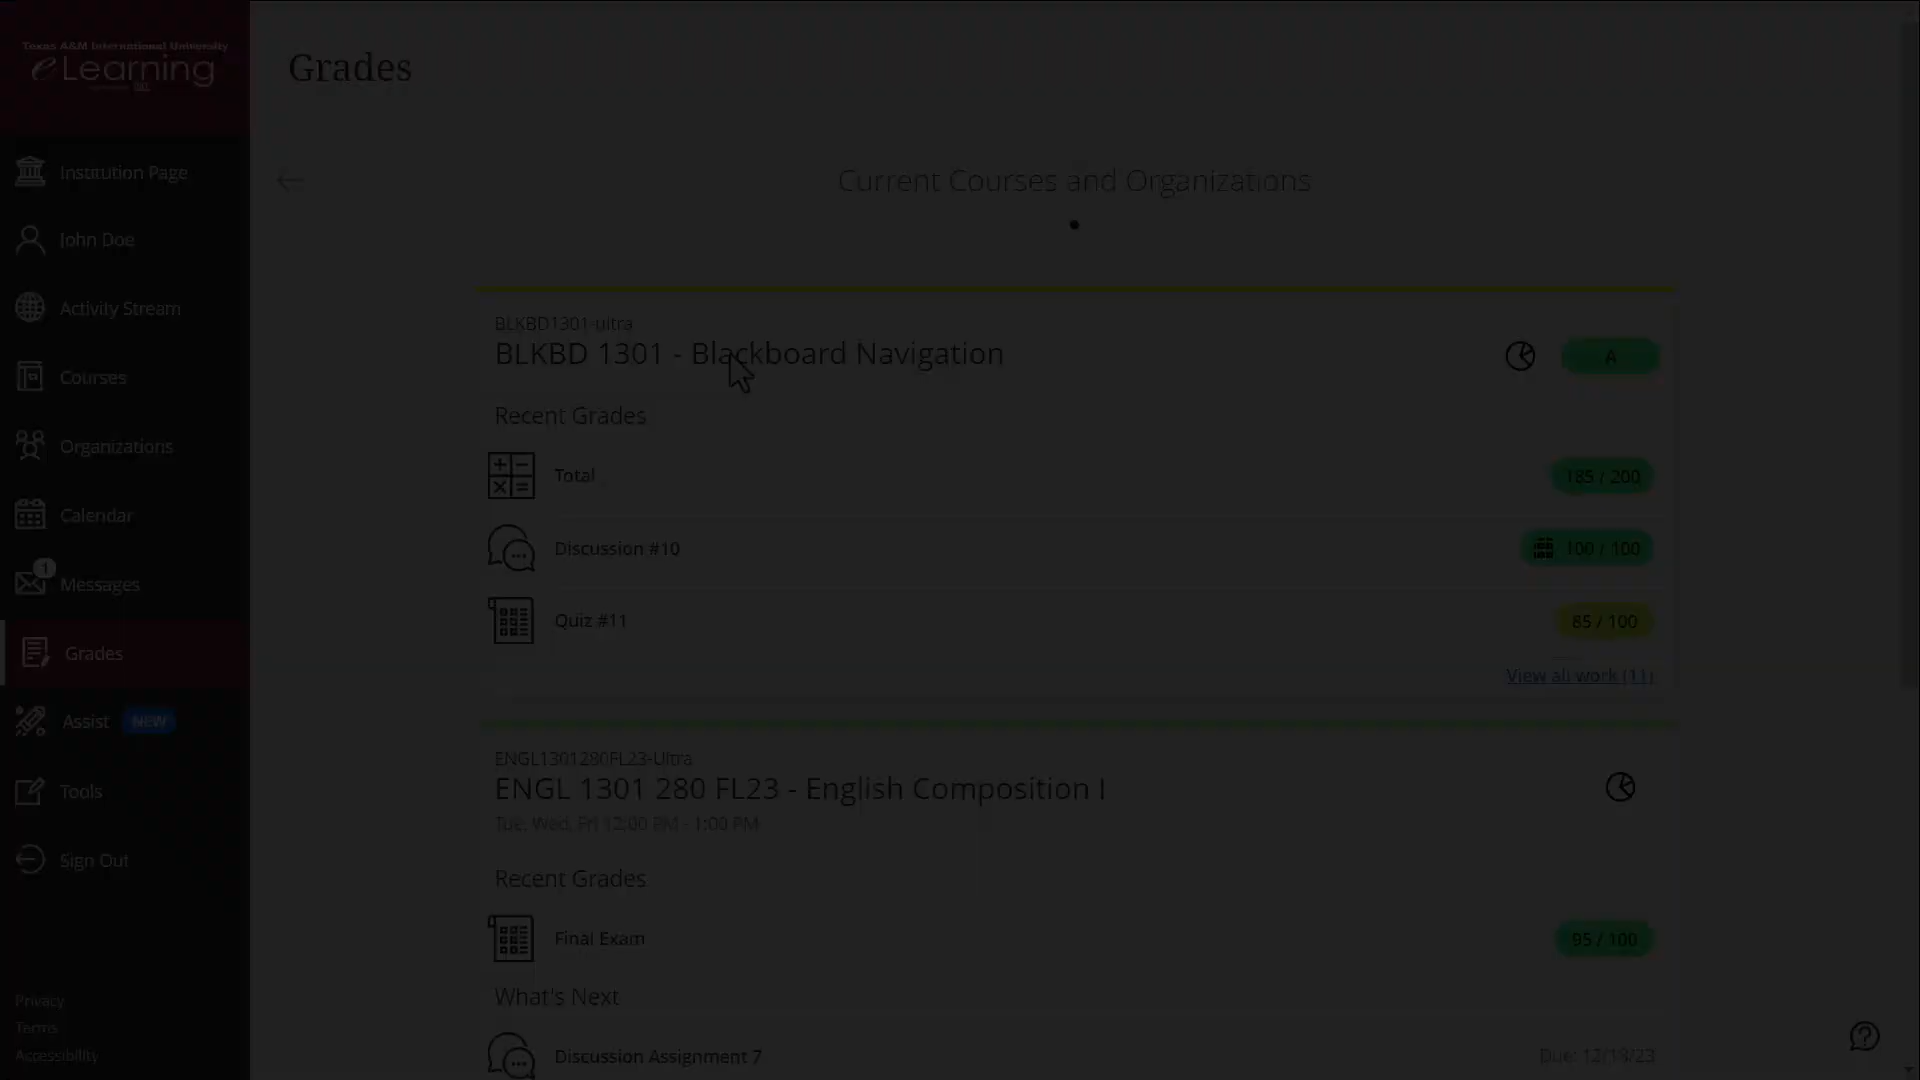 Texas A&M International University
eLearning
Institution Page
John Doe
Activity Stream
Courses
Organizations
Calendar
1
Messages
Grades
Assist NEW
Tools
Sign Out
Privacy
Terms
Accessibility
Grades
Current Courses and Organizations
BLKBD1301-ultra
BLKBD 1301 - Blackboard Navigation
A
Recent Grades
Total
185 / 200
Discussion #10
100 / 100
Quiz #11
85 / 100
View all work (11)
ENGL1301280FL23-Ultra
ENGL 1301 280 FL23 - English Composition I
Tue, Wed, Fri 12:00 PM - 1:00 PM
Recent Grades
Final Exam
95 / 100
What's Next
Discussion Assignment 7